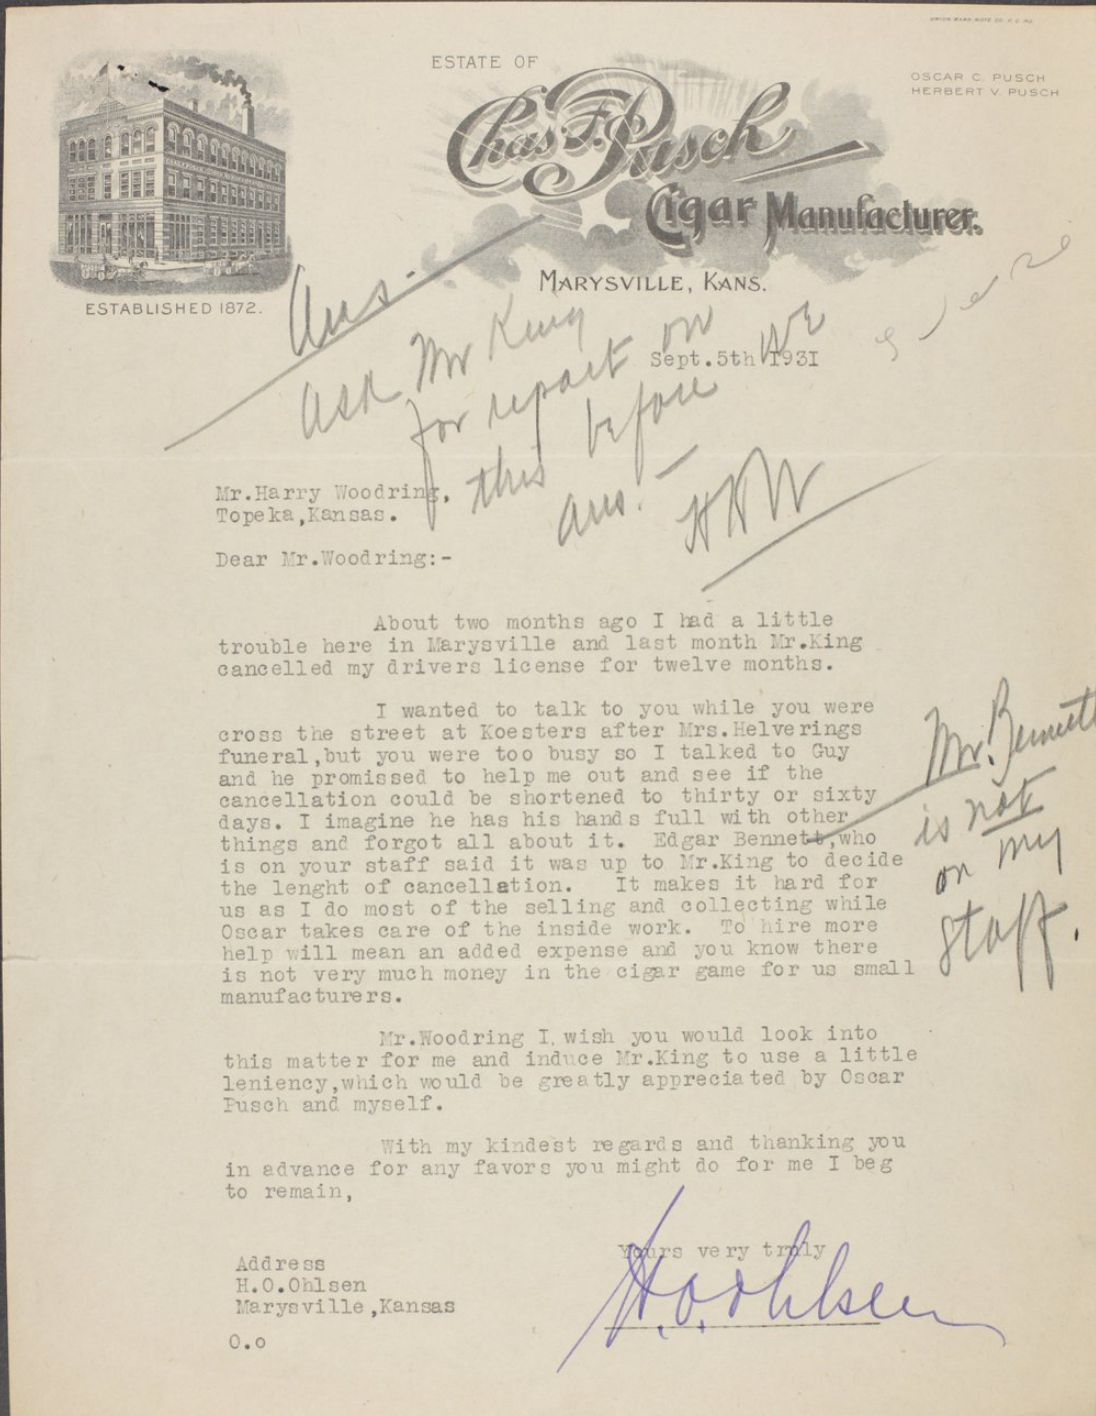 ESTATE OF
Chas. F. Pusch
Cigar Manufacturer.
MARYSVILLE, KANS.
OSCAR C. PUSCH
HERBERT V. PUSCH
ESTABLISHED 1872.
Ans.
Ask Mr King
for report on
this before
ans. —
HHW
Sept.5th 1931
Mr.Harry Woodring,
Topeka,Kansas.
Dear Mr.Woodring:-
About two months ago I had a little
trouble here in Marysville and last month Mr.King
cancelled my drivers license for twelve months.
I wanted to talk to you while you were
cross the street at Koesters after Mrs.Helverings
funeral,but you were too busy so I talked to Guy
and he promissed to help me out and see if the
cancellation could be shortened to thirty or sixty
days. I imagine he has his hands full with other
things and forgot all about it. Edgar Bennett,who
is on your staff said it was up to Mr.King to decide
the lenght of cancellation. It makes it hard for
us as I do most of the selling and collecting while
Oscar takes care of the inside work. To hire more
help will mean an added expense and you know there
is not very much money in the cigar game for us small
manufacturers.
Mr. Bennett
is not
on my
staff.
Mr.Woodring I wish you would look into
this matter for me and induce Mr.King to use a little
leniency,which would be greatly appreciated by Oscar
Pusch and myself.
With my kindest regards and thanking you
in advance for any favors you might do for me I beg
to remain,
Yours very truly
H.O.Ohlsen
Address
H.O.Ohlsen
Marysville,Kansas
O.o